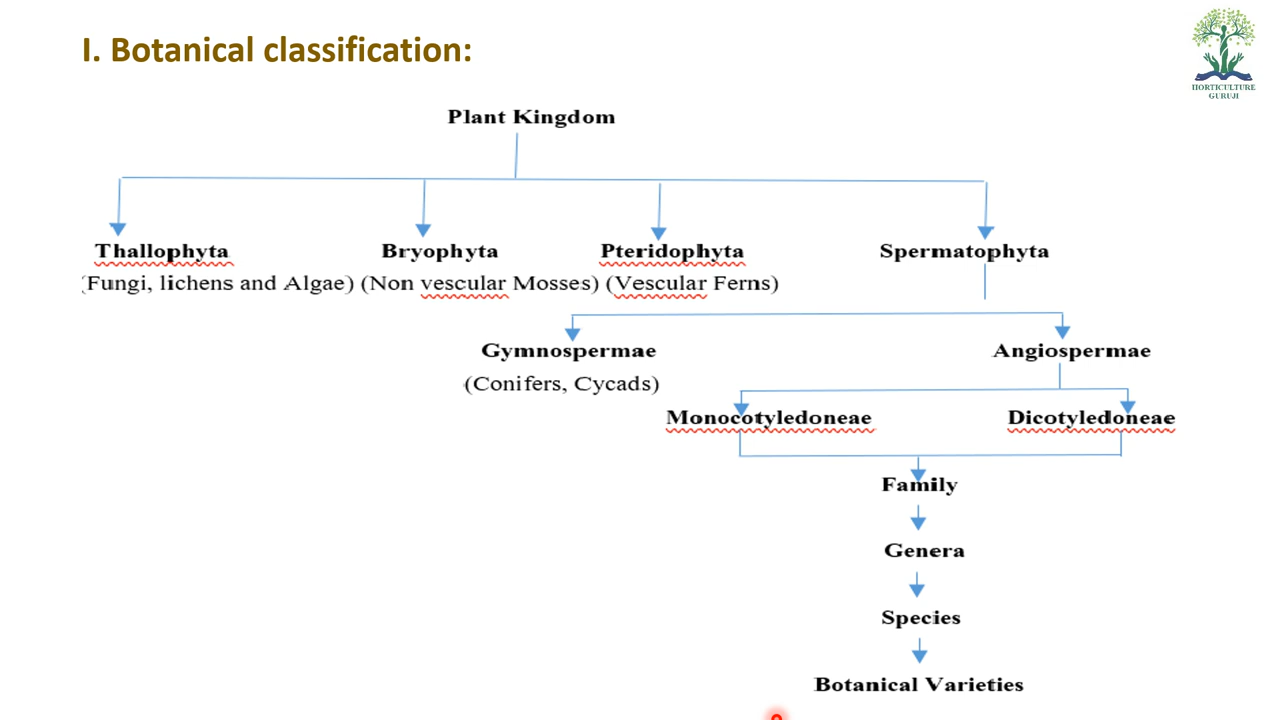 I. Botanical classification:
HORTICULTURE
GURUJI
Plant Kingdom
Thallophyta Bryophyta Pteridophyta Spermatophyta
(Fungi, lichens and Algae) (Non vescular Mosses) (Vescular Ferns)
Gymnospermae Angiospermae
(Conifers, Cycads)
Monocotyledoneae Dicotyledoneae
Family
Genera
Species
Botanical Varieties